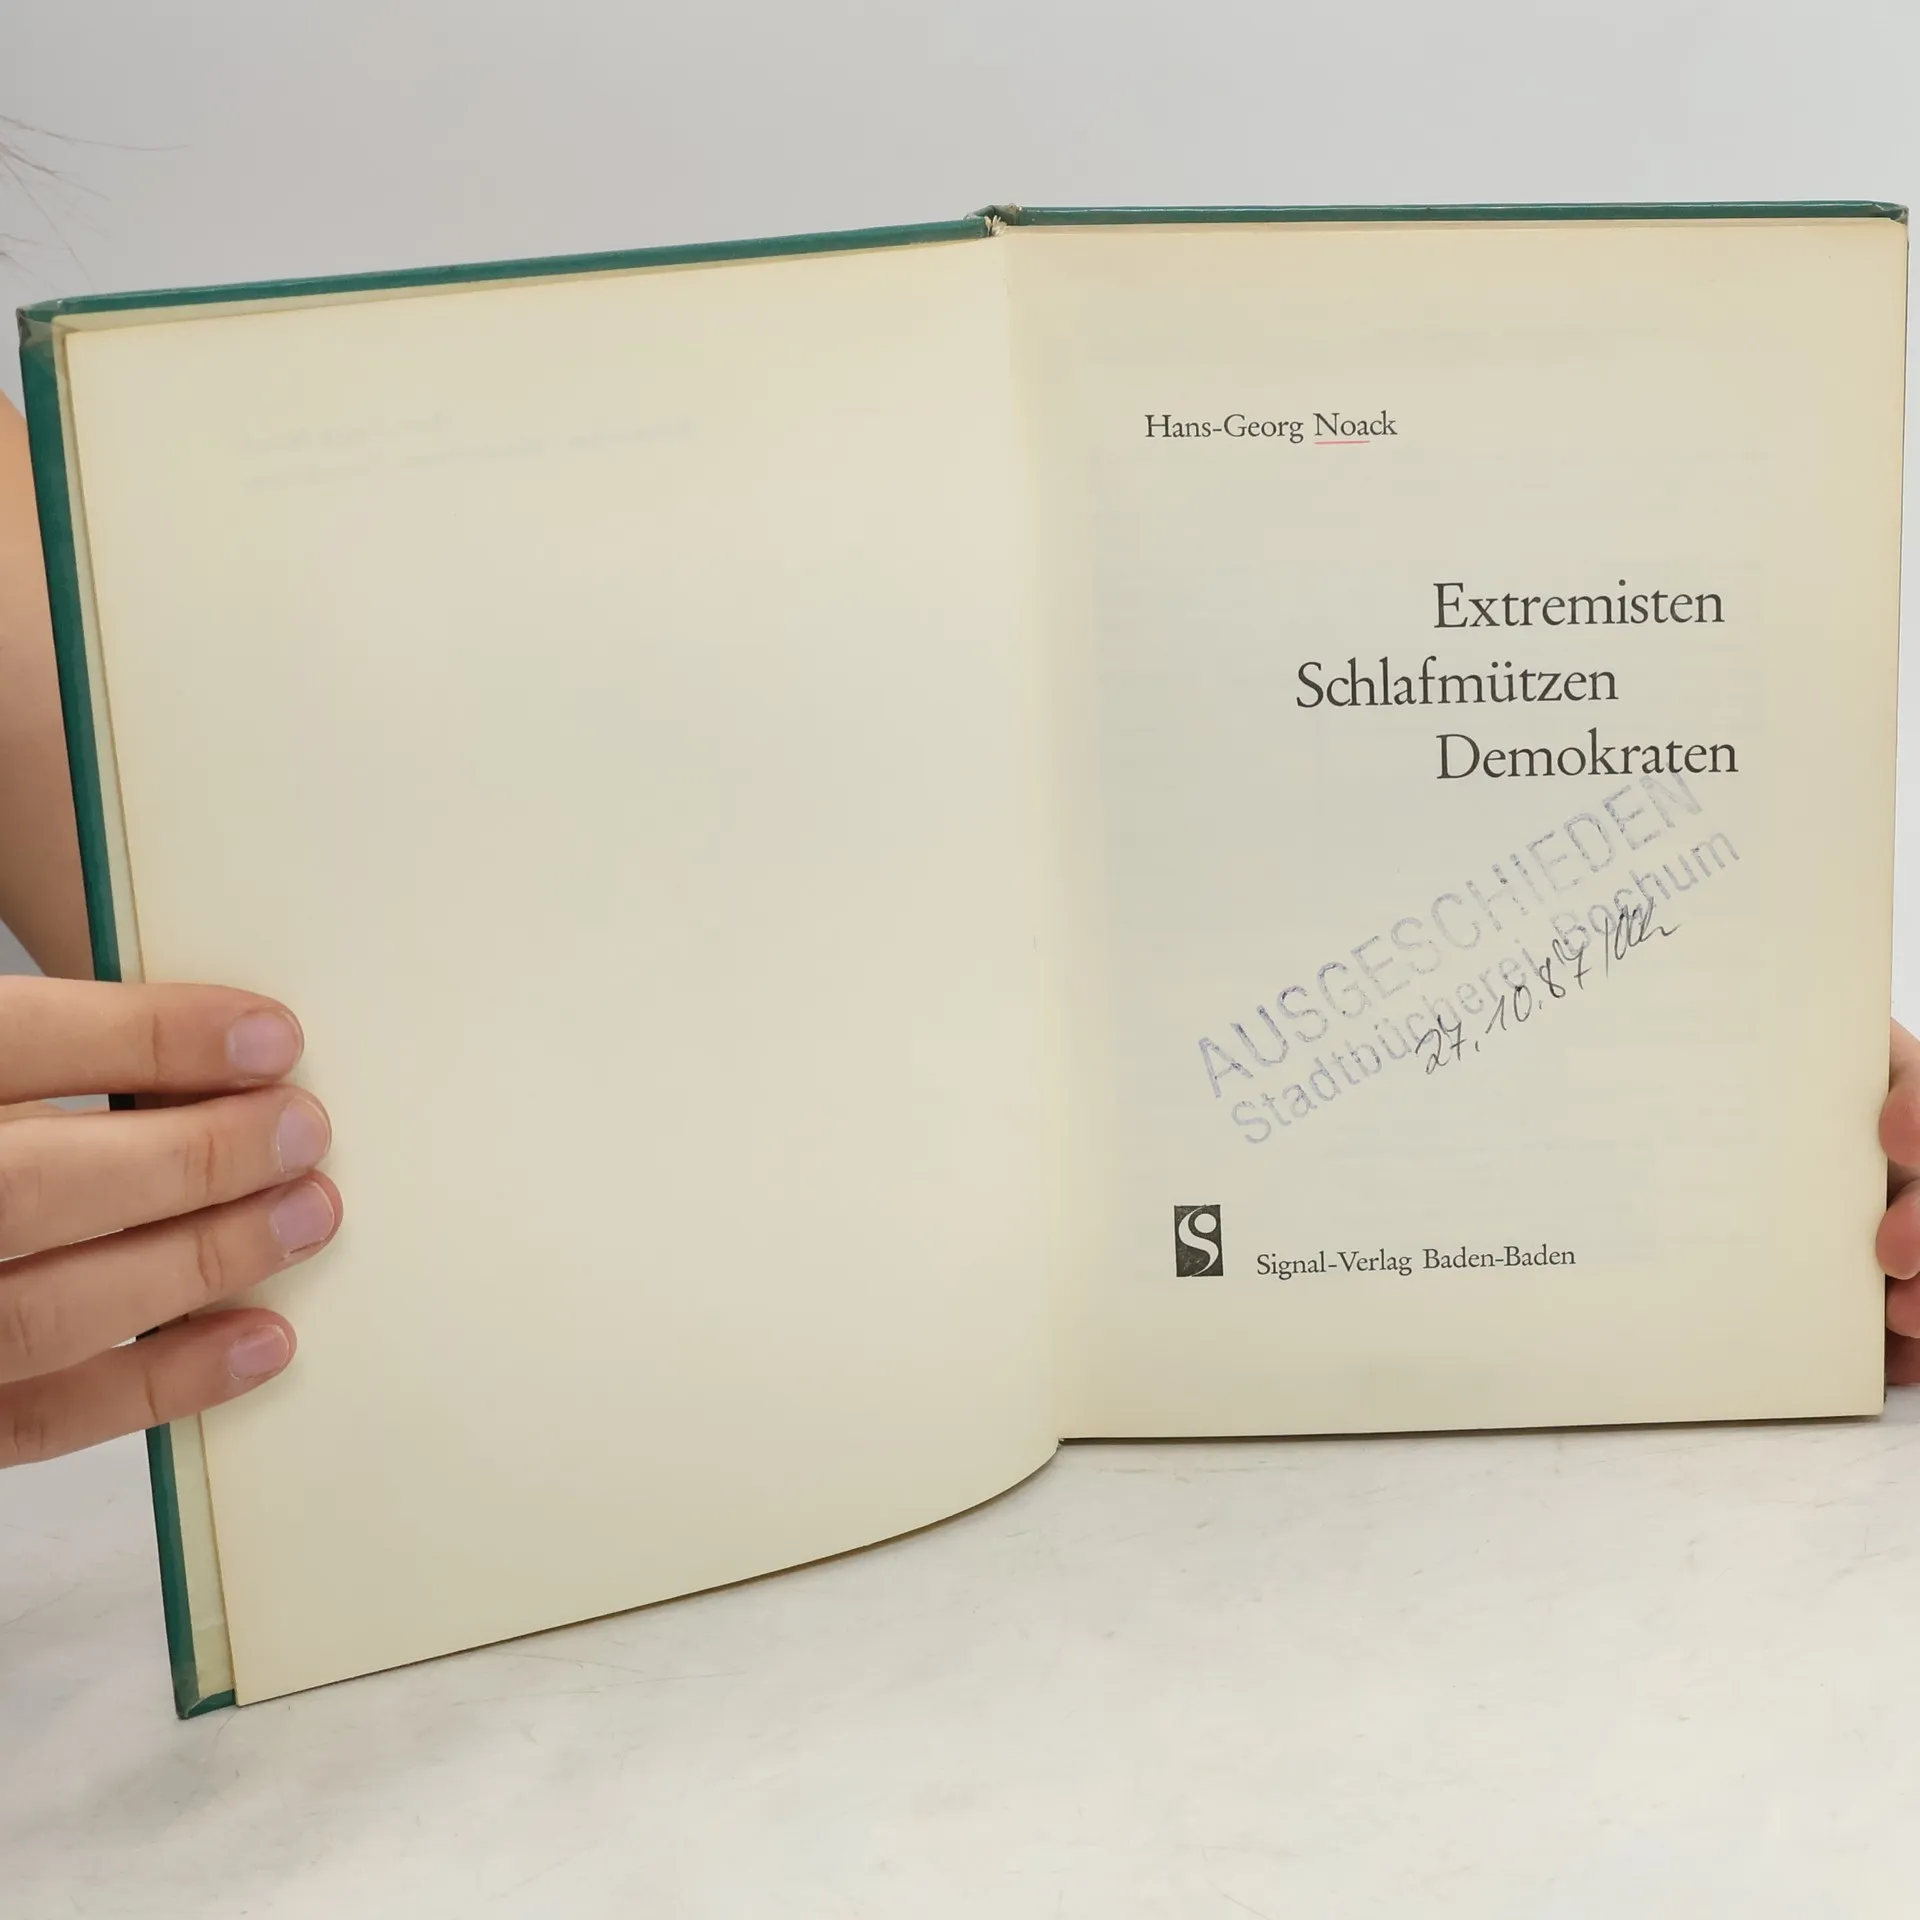 Hans-Georg Noack
Extremisten
Schlafmützen
Demokraten
AUSGESCHIEDEN
Stadtbücherei Bochum
27.10.87
Signal-Verlag Baden-Baden